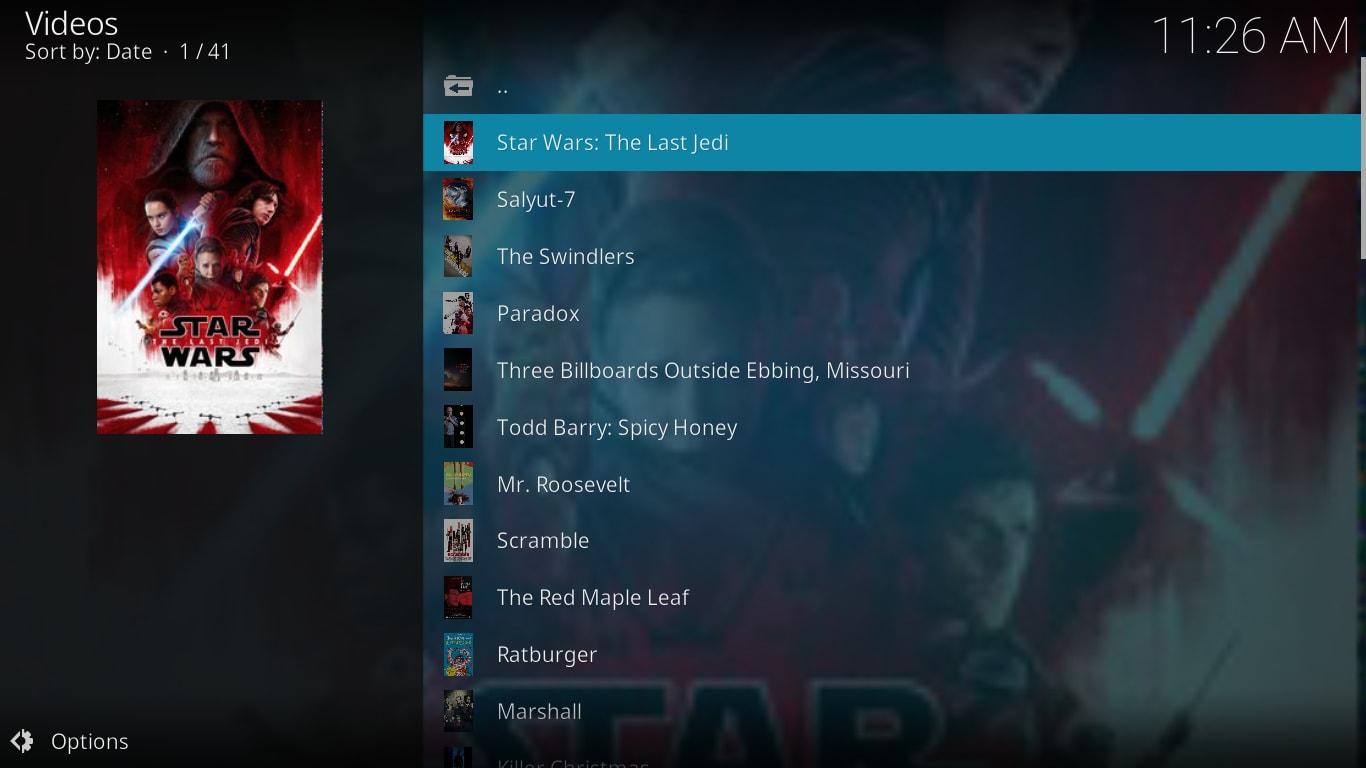 Videos
Sort by: Date · 1 / 41
11:26 AM
..
Star Wars: The Last Jedi
Salyut-7
The Swindlers
Paradox
Three Billboards Outside Ebbing, Missouri
Todd Barry: Spicy Honey
Mr. Roosevelt
Scramble
The Red Maple Leaf
Ratburger
Marshall
Killer Christmas
STAR
THE LAST JEDI
WARS
STAR
Options